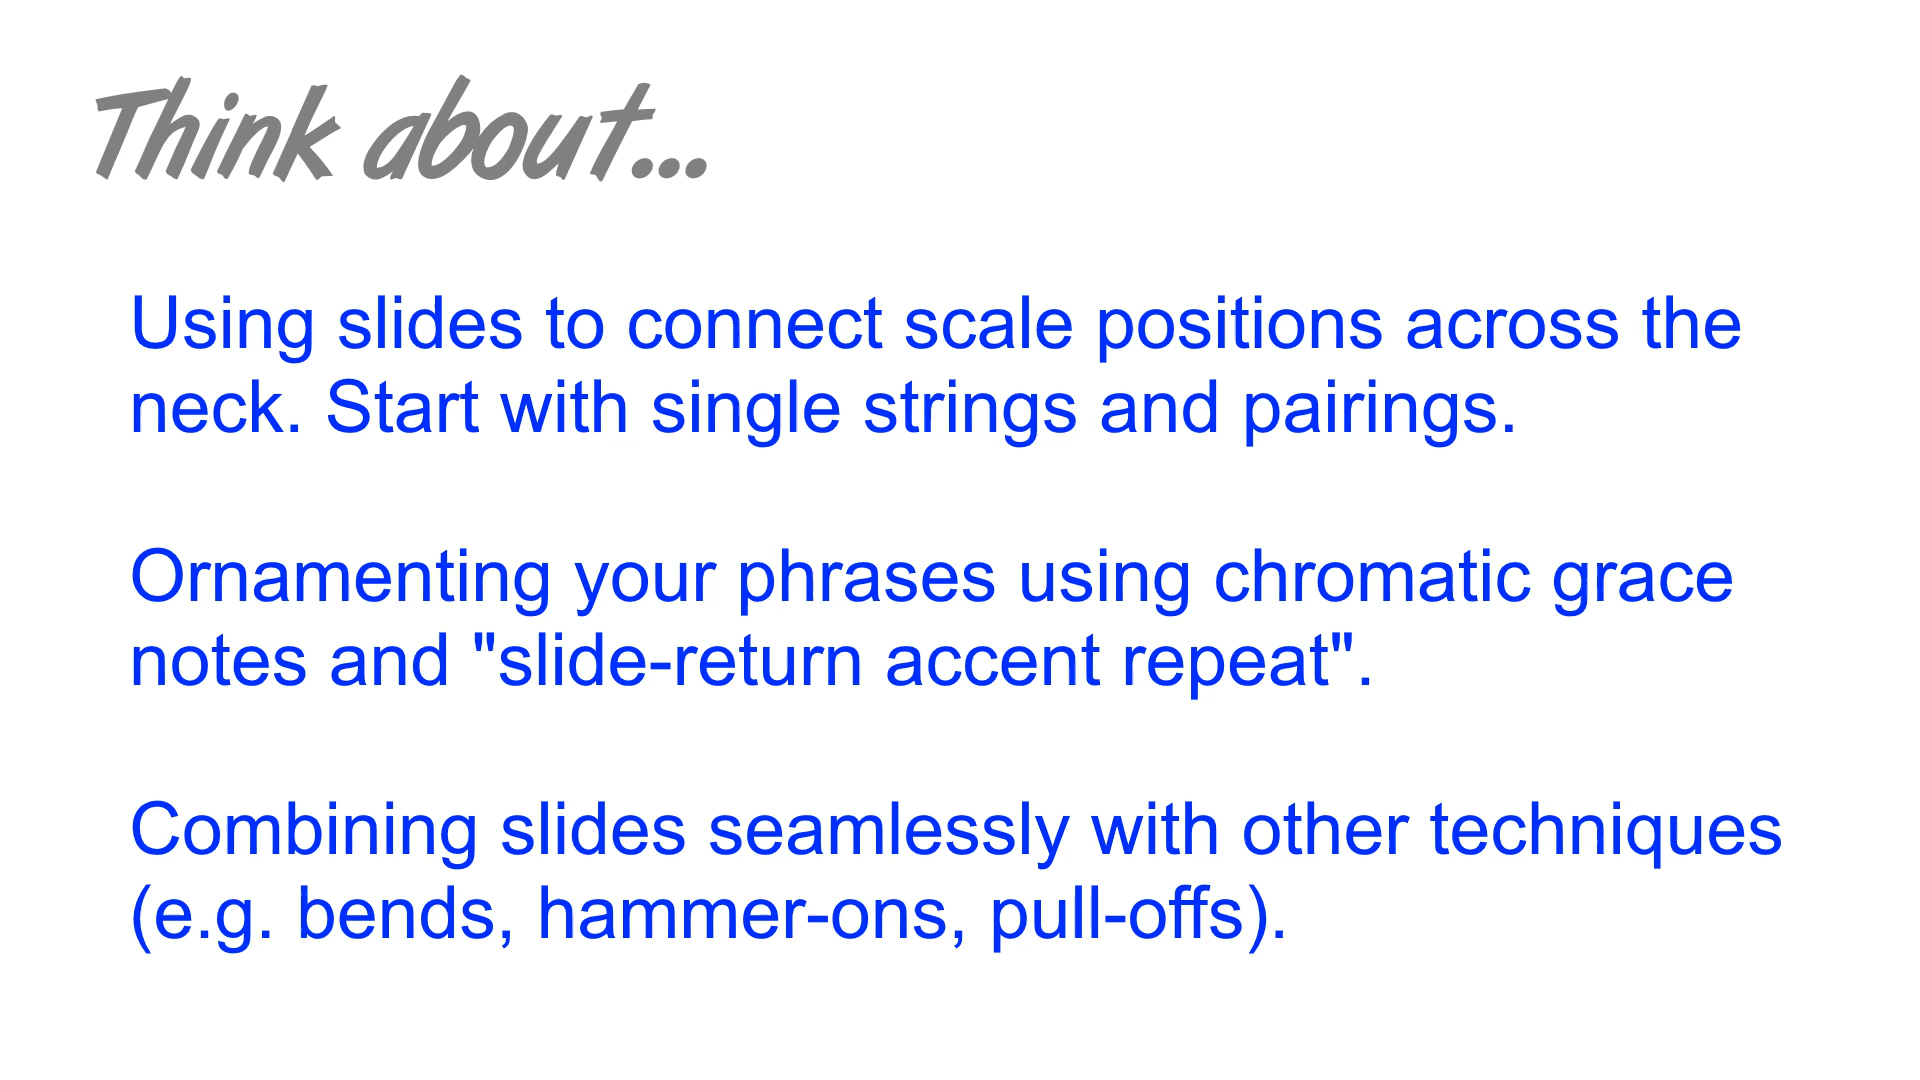 Think about...
Using slides to connect scale positions across the
neck. Start with single strings and pairings.
Ornamenting your phrases using chromatic grace
notes and "slide-return accent repeat".
Combining slides seamlessly with other techniques
(e.g. bends, hammer-ons, pull-offs).